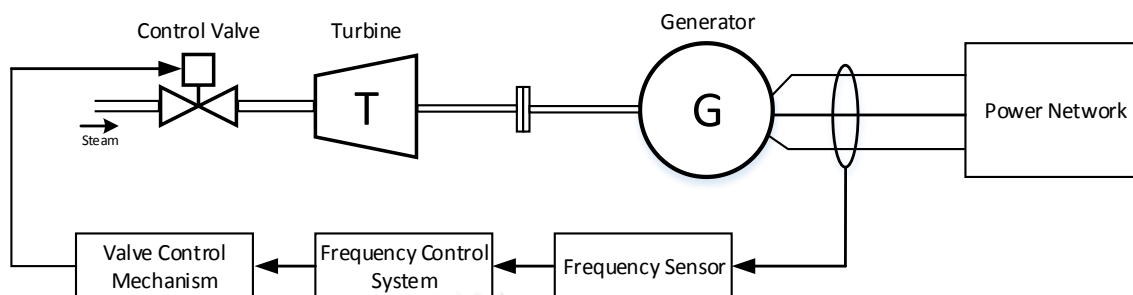 Control Valve
Turbine
Generator
T
G
Power Network
Steam
Valve Control
Mechanism
Frequency Control
System
Frequency Sensor